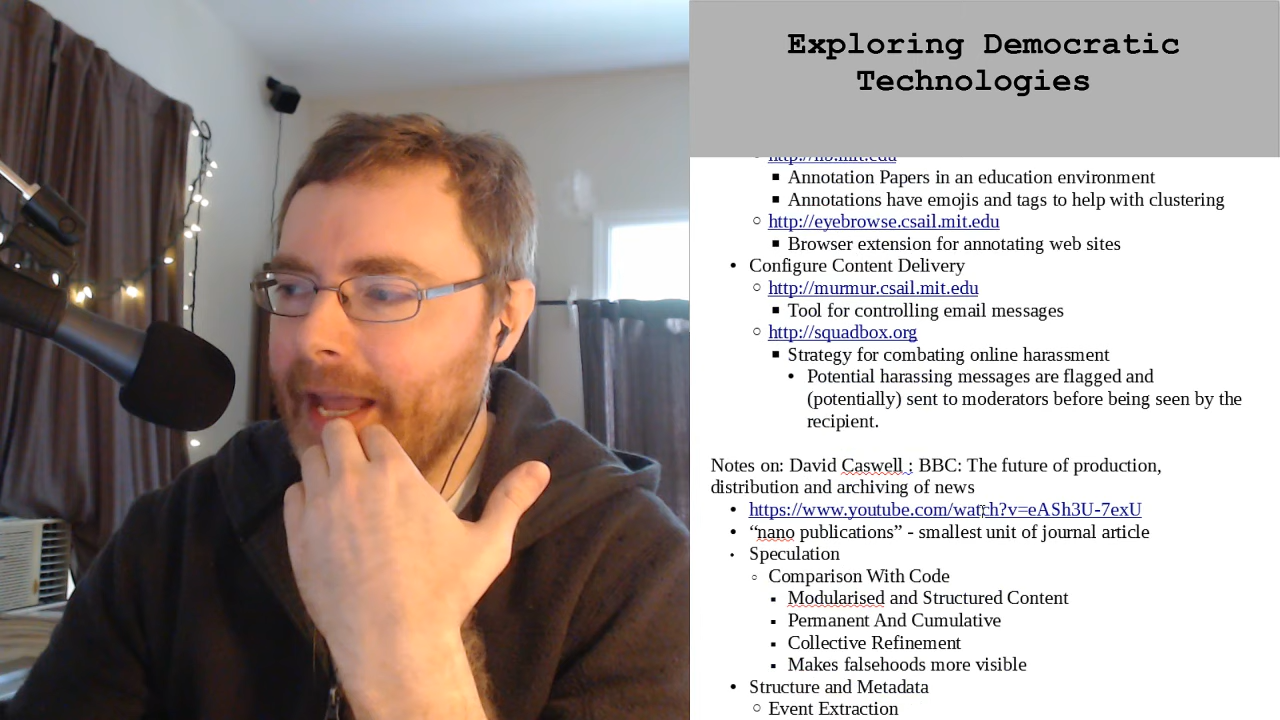 Exploring Democratic
Technologies
http://nb.mit.edu
Annotation Papers in an education environment
Annotations have emojis and tags to help with clustering
http://eyebrowse.csail.mit.edu
Browser extension for annotating web sites
Configure Content Delivery
http://murmur.csail.mit.edu
Tool for controlling email messages
http://squadbox.org
Strategy for combating online harassment
Potential harassing messages are flagged and
(potentially) sent to moderators before being seen by the
recipient.
Notes on: David Caswell : BBC: The future of production,
distribution and archiving of news
https://www.youtube.com/watch?v=eASh3U-7exU
“nano publications” - smallest unit of journal article
Speculation
Comparison With Code
Modularised and Structured Content
Permanent And Cumulative
Collective Refinement
Makes falsehoods more visible
Structure and Metadata
Event Extraction